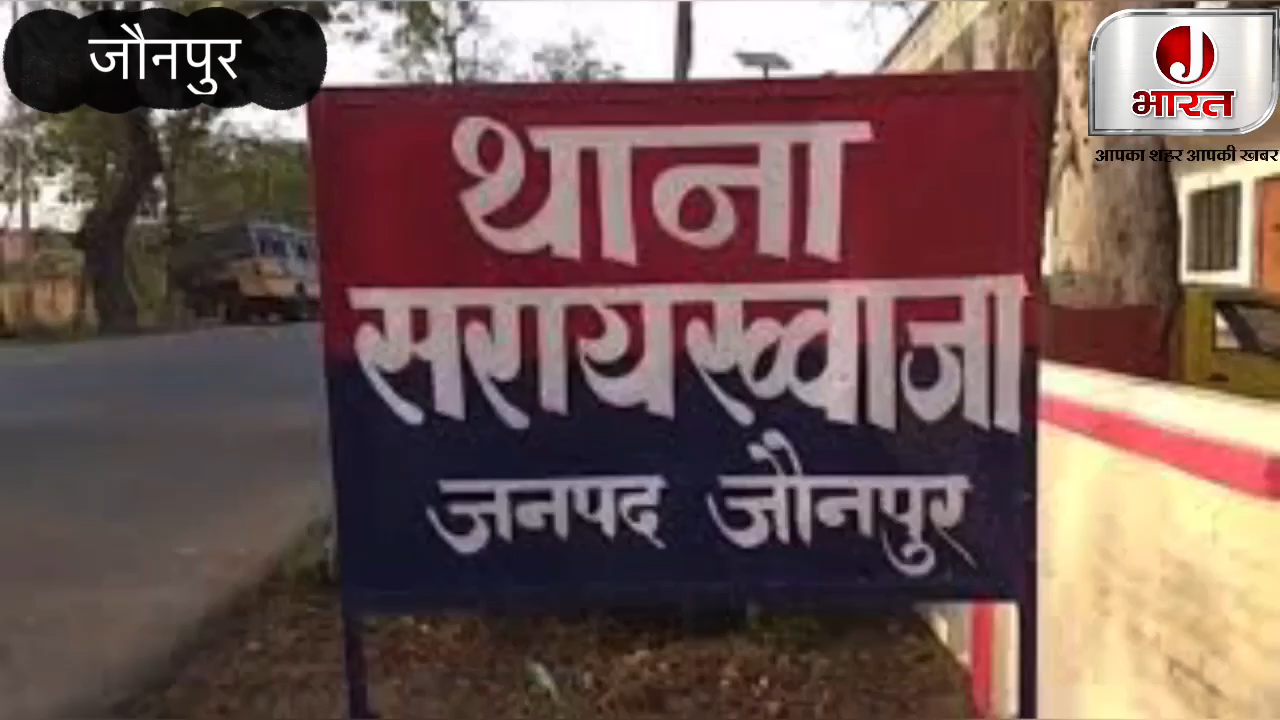 जौनपुर
J
भारत
आपका शहर आपकी खबर
थाना
सरायख्वाजा
जनपद जौनपुर